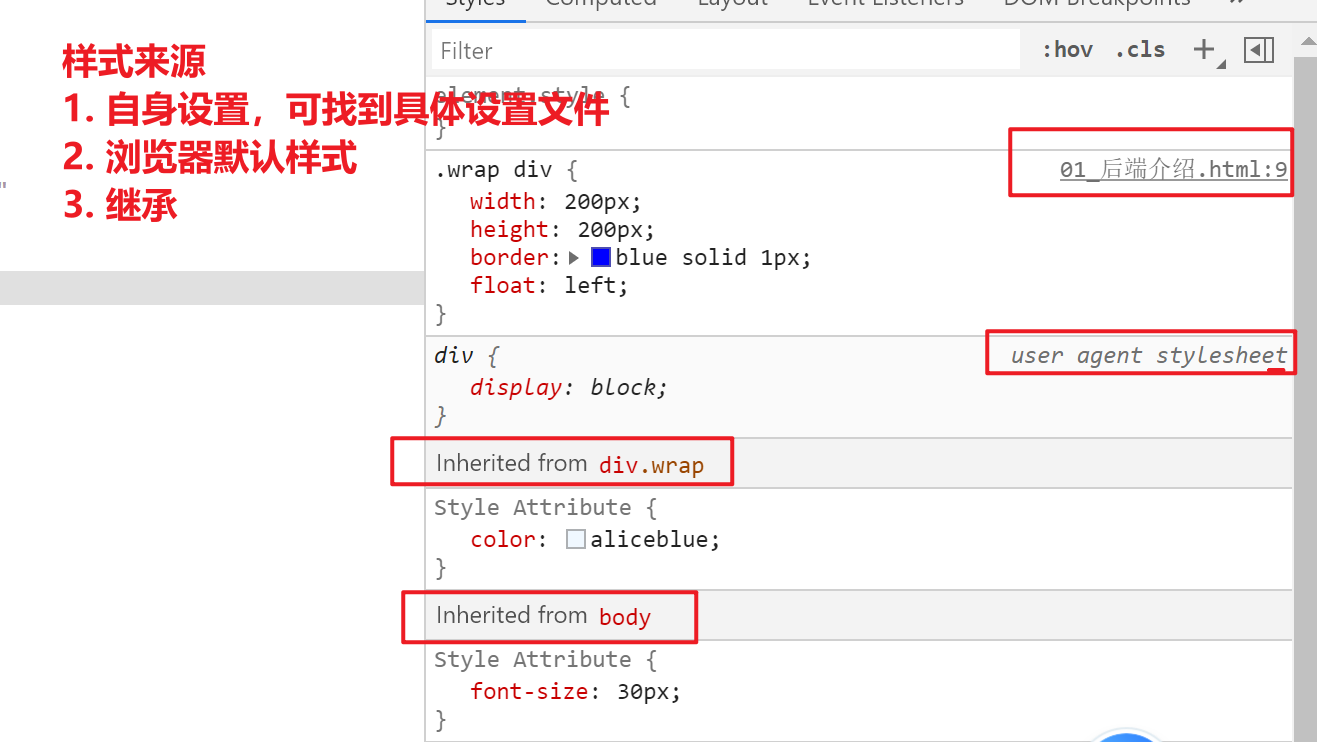 Styles Computed Layout Event Listeners DOM Breakpoints »
Filter :hov .cls +
样式来源
1. 自身设置，可找到具体设置文件
2. 浏览器默认样式
3. 继承
"
element.style {
}
.wrap div { 01_后端介绍.html:9
width: 200px;
height: 200px;
border: blue solid 1px;
float: left;
}
div { user agent stylesheet
display: block;
}
Inherited from div.wrap
Style Attribute {
color: aliceblue;
}
Inherited from body
Style Attribute {
font-size: 30px;
}